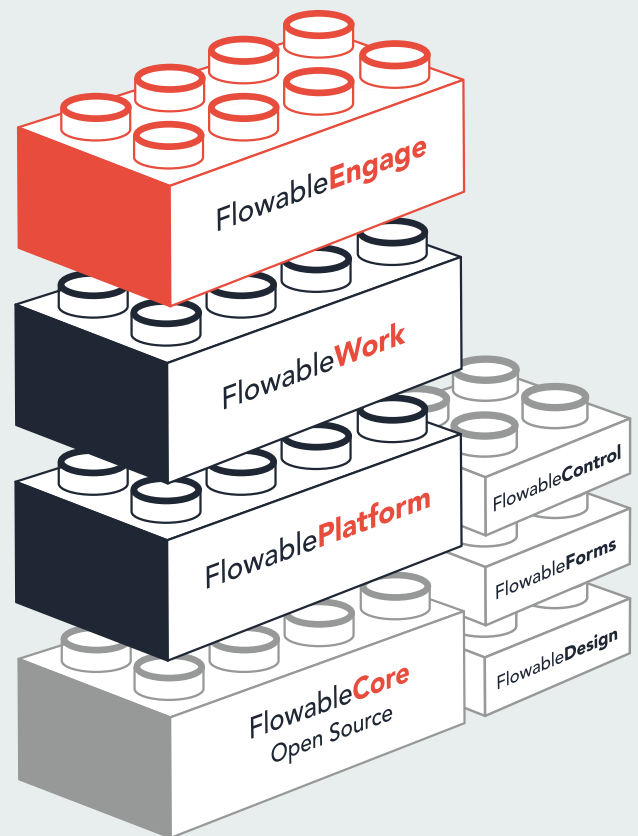 FlowableEngage
FlowableWork
FlowablePlatform
FlowableCore
Open Source
FlowableControl
FlowableForms
FlowableDesign